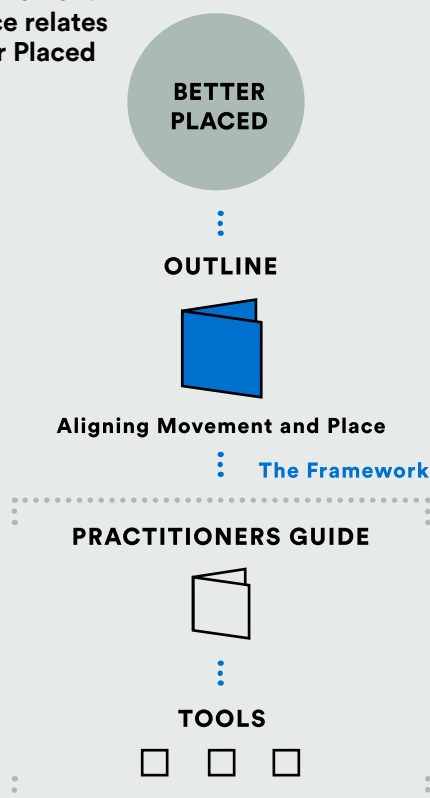 ce relates
r Placed
BETTER
PLACED
OUTLINE
Aligning Movement and Place
The Framework
PRACTITIONERS GUIDE
TOOLS